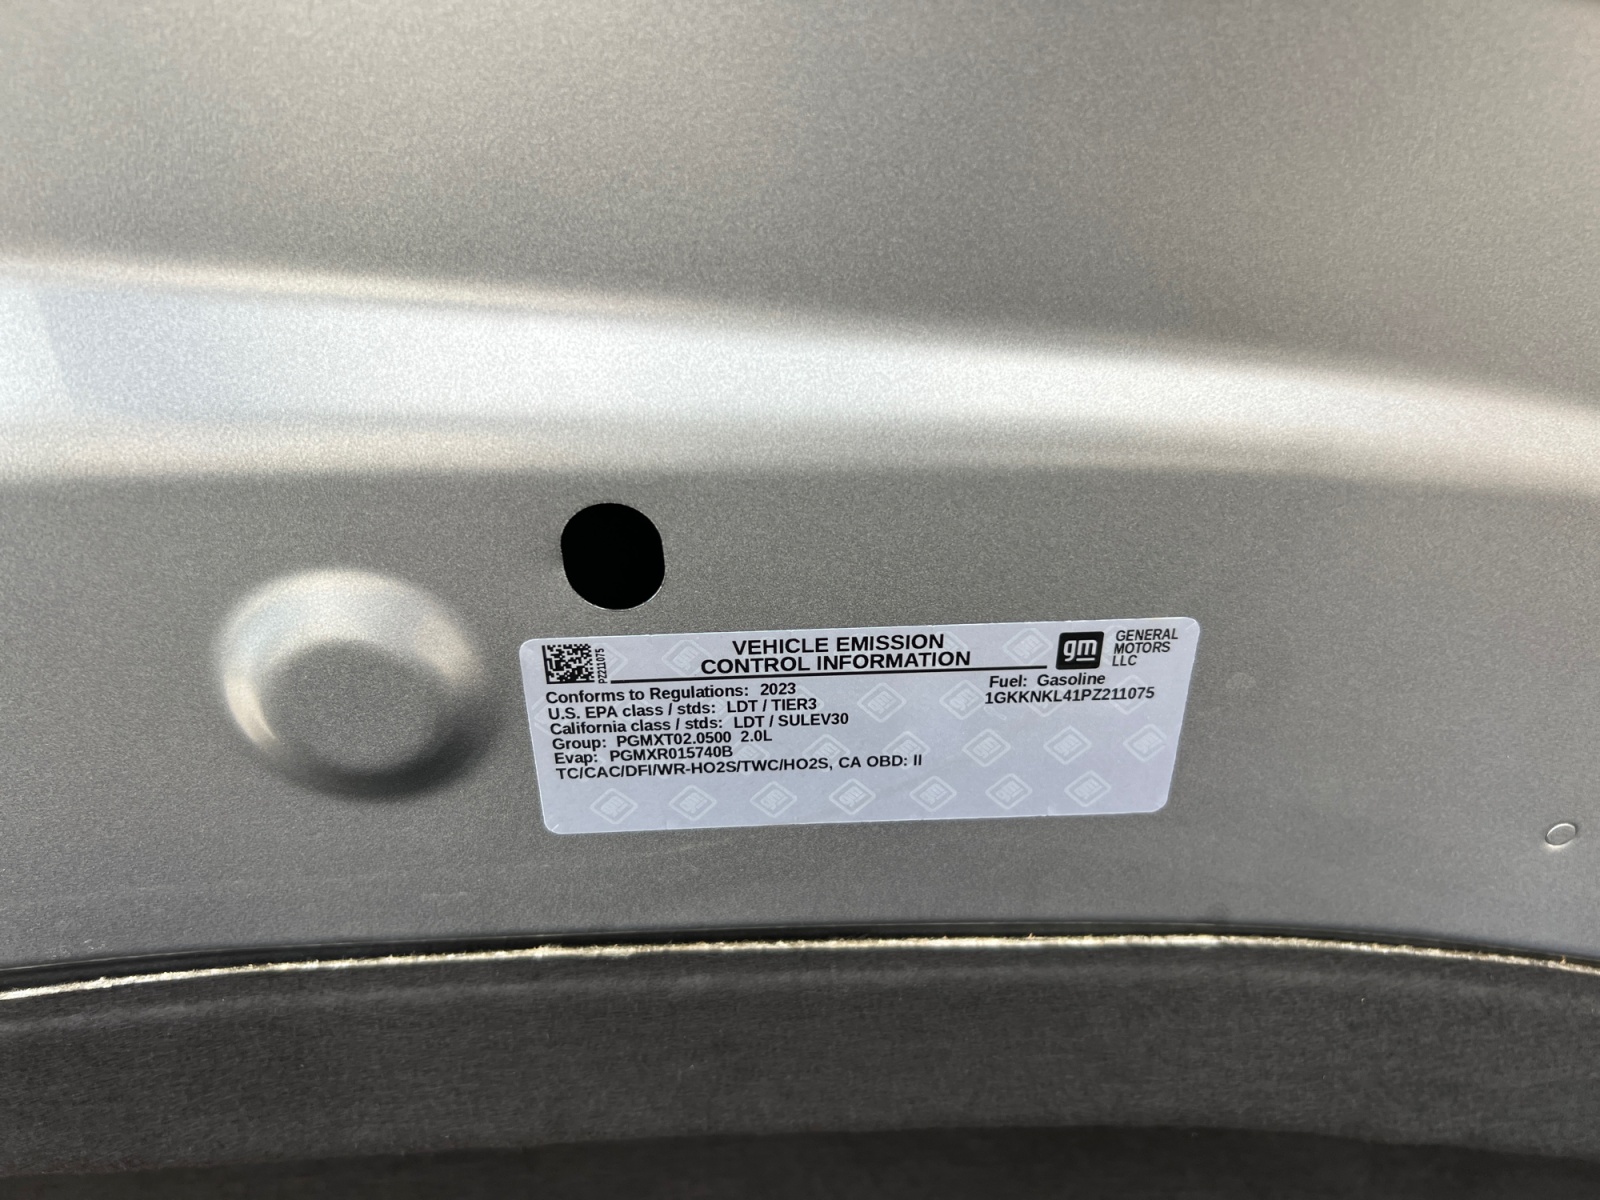 VEHICLE EMISSION
CONTROL INFORMATION
gm
GENERAL
MOTORS
LLC
PZ211075
Conforms to Regulations: 2023
Fuel: Gasoline
U.S. EPA class / stds: LDT / TIER3
1GKKNKL41PZ211075
California class / stds: LDT / SULEV30
Group: PGMXT02.0500 2.0L
Evap: PGMXR015740B
TC/CAC/DFI/WR-HO2S/TWC/HO2S, CA OBD: II